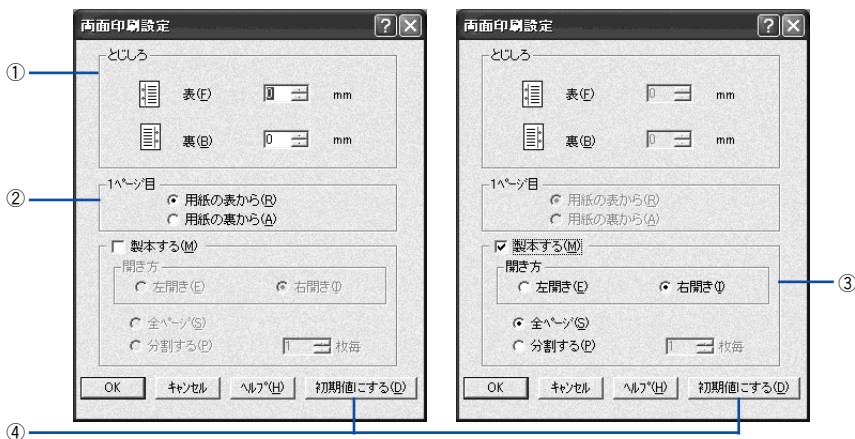 両面印刷設定
とじしろ
①
表(F) 0 mm
裏(B) 0 mm
②
1ページ目
用紙の表から(R)
用紙の裏から(A)
製本する(M)
開き方
左開き(E) 右開き(I)
全ページ(S)
分割する(P) 1 枚毎
OK キャンセル ヘルプ(H) 初期値にする(D)
両面印刷設定
とじしろ
表(F) 0 mm
裏(B) 0 mm
1ページ目
用紙の表から(R)
用紙の裏から(A)
製本する(M)
開き方
③
左開き(E) 右開き(I)
全ページ(S)
分割する(P) 1 枚毎
OK キャンセル ヘルプ(H) 初期値にする(D)
④